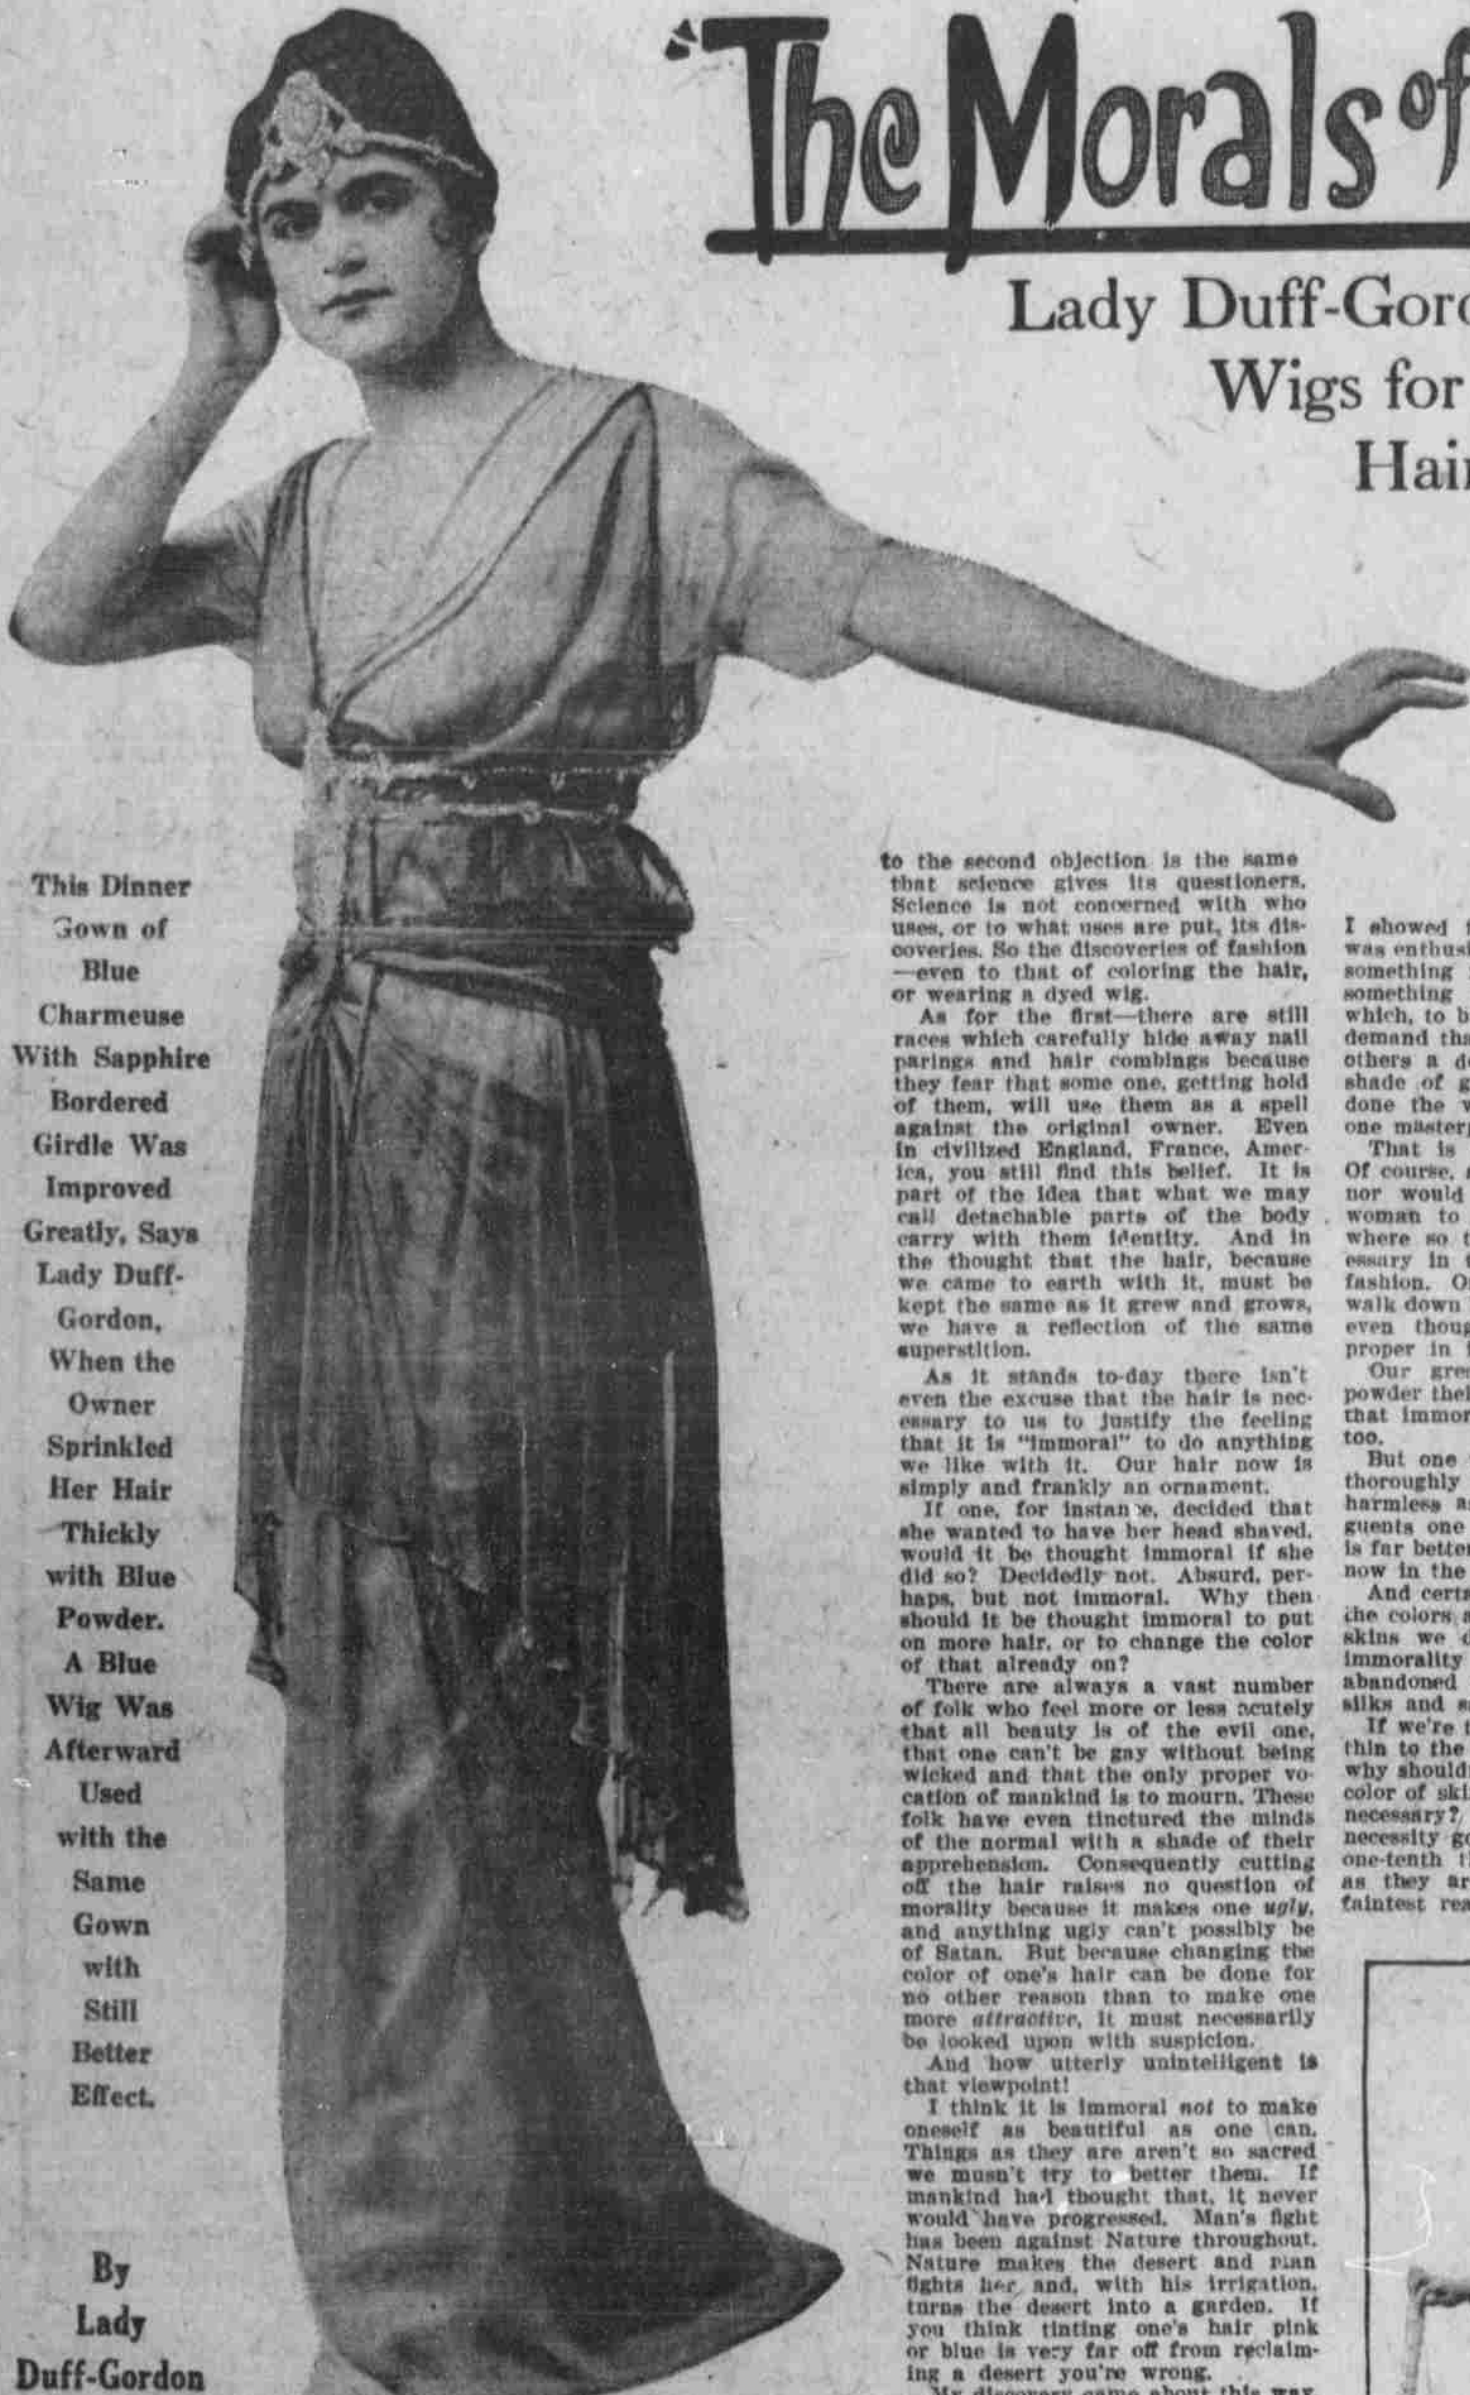 "The Morals of
Lady Duff-Gord
Wigs for
Hair
This Dinner
Gown of
Blue
Charmeuse
With Sapphire
Bordered
Girdle Was
Improved
Greatly, Says
Lady Duff-
Gordon,
When the
Owner
Sprinkled
Her Hair
Thickly
with Blue
Powder.
A Blue
Wig Was
Afterward
Used
with the
Same
Gown
with
Still
Better
Effect.
By
Lady
Duff-Gordon
to the second objection is the same
that science gives its questioners.
Science is not concerned with who
uses, or to what uses are put, its dis-
coveries. So the discoveries of fashion
—even to that of coloring the hair,
or wearing a dyed wig.
As for the first—there are still
races which carefully hide away nail
parings and hair combings because
they fear that some one, getting hold
of them, will use them as a spell
against the original owner. Even
in civilized England, France, Amer-
ica, you still find this belief. It is
part of the idea that what we may
call detachable parts of the body
carry with them identity. And in
the thought that the hair, because
we came to earth with it, must be
kept the same as it grew and grows,
we have a reflection of the same
superstition.
As it stands to-day there isn't
even the excuse that the hair is nec-
essary to us to justify the feeling
that it is "immoral" to do anything
we like with it. Our hair now is
simply and frankly an ornament.
If one, for instance, decided that
she wanted to have her head shaved,
would it be thought immoral if she
did so? Decidedly not. Absurd, per-
haps, but not immoral. Why then
should it be thought immoral to put
on more hair, or to change the color
of that already on?
There are always a vast number
of folk who feel more or less acutely
that all beauty is of the evil one,
that one can't be gay without being
wicked and that the only proper vo-
cation of mankind is to mourn. These
folk have even tinctured the minds
of the normal with a shade of their
apprehension. Consequently cutting
off the hair raises no question of
morality because it makes one ugly,
and anything ugly can't possibly be
of Satan. But because changing the
color of one's hair can be done for
no other reason than to make one
more attractive, it must necessarily
be looked upon with suspicion.
And how utterly unintelligent is
that viewpoint!
I think it is immoral not to make
oneself as beautiful as one can.
Things as they are aren't so sacred
we musn't try to better them. If
mankind had thought that, it never
would have progressed. Man's fight
has been against Nature throughout.
Nature makes the desert and man
fights her and, with his irrigation,
turns the desert into a garden. If
you think tinting one's hair pink
or blue is very far off from reclaim-
ing a desert you're wrong.
My discovery came about this way
I showed
was enthusi
something
something
which, to b
demand tha
others a d
shade of g
done the v
one master
That is
Of course,
nor would
woman to
where so t
essary in
fashion. O
walk down
even thoug
proper in
Our gre
powder thei
that immor
too.
But one
thoroughly
harmless a
guents one
is far better
now in the
And certa
the colors
skins we d
immorality
abandoned
silks and s
If we're t
thin to the
why should
color of ski
necessary?
necessity go
one-tenth t
as they ar
faintest rea